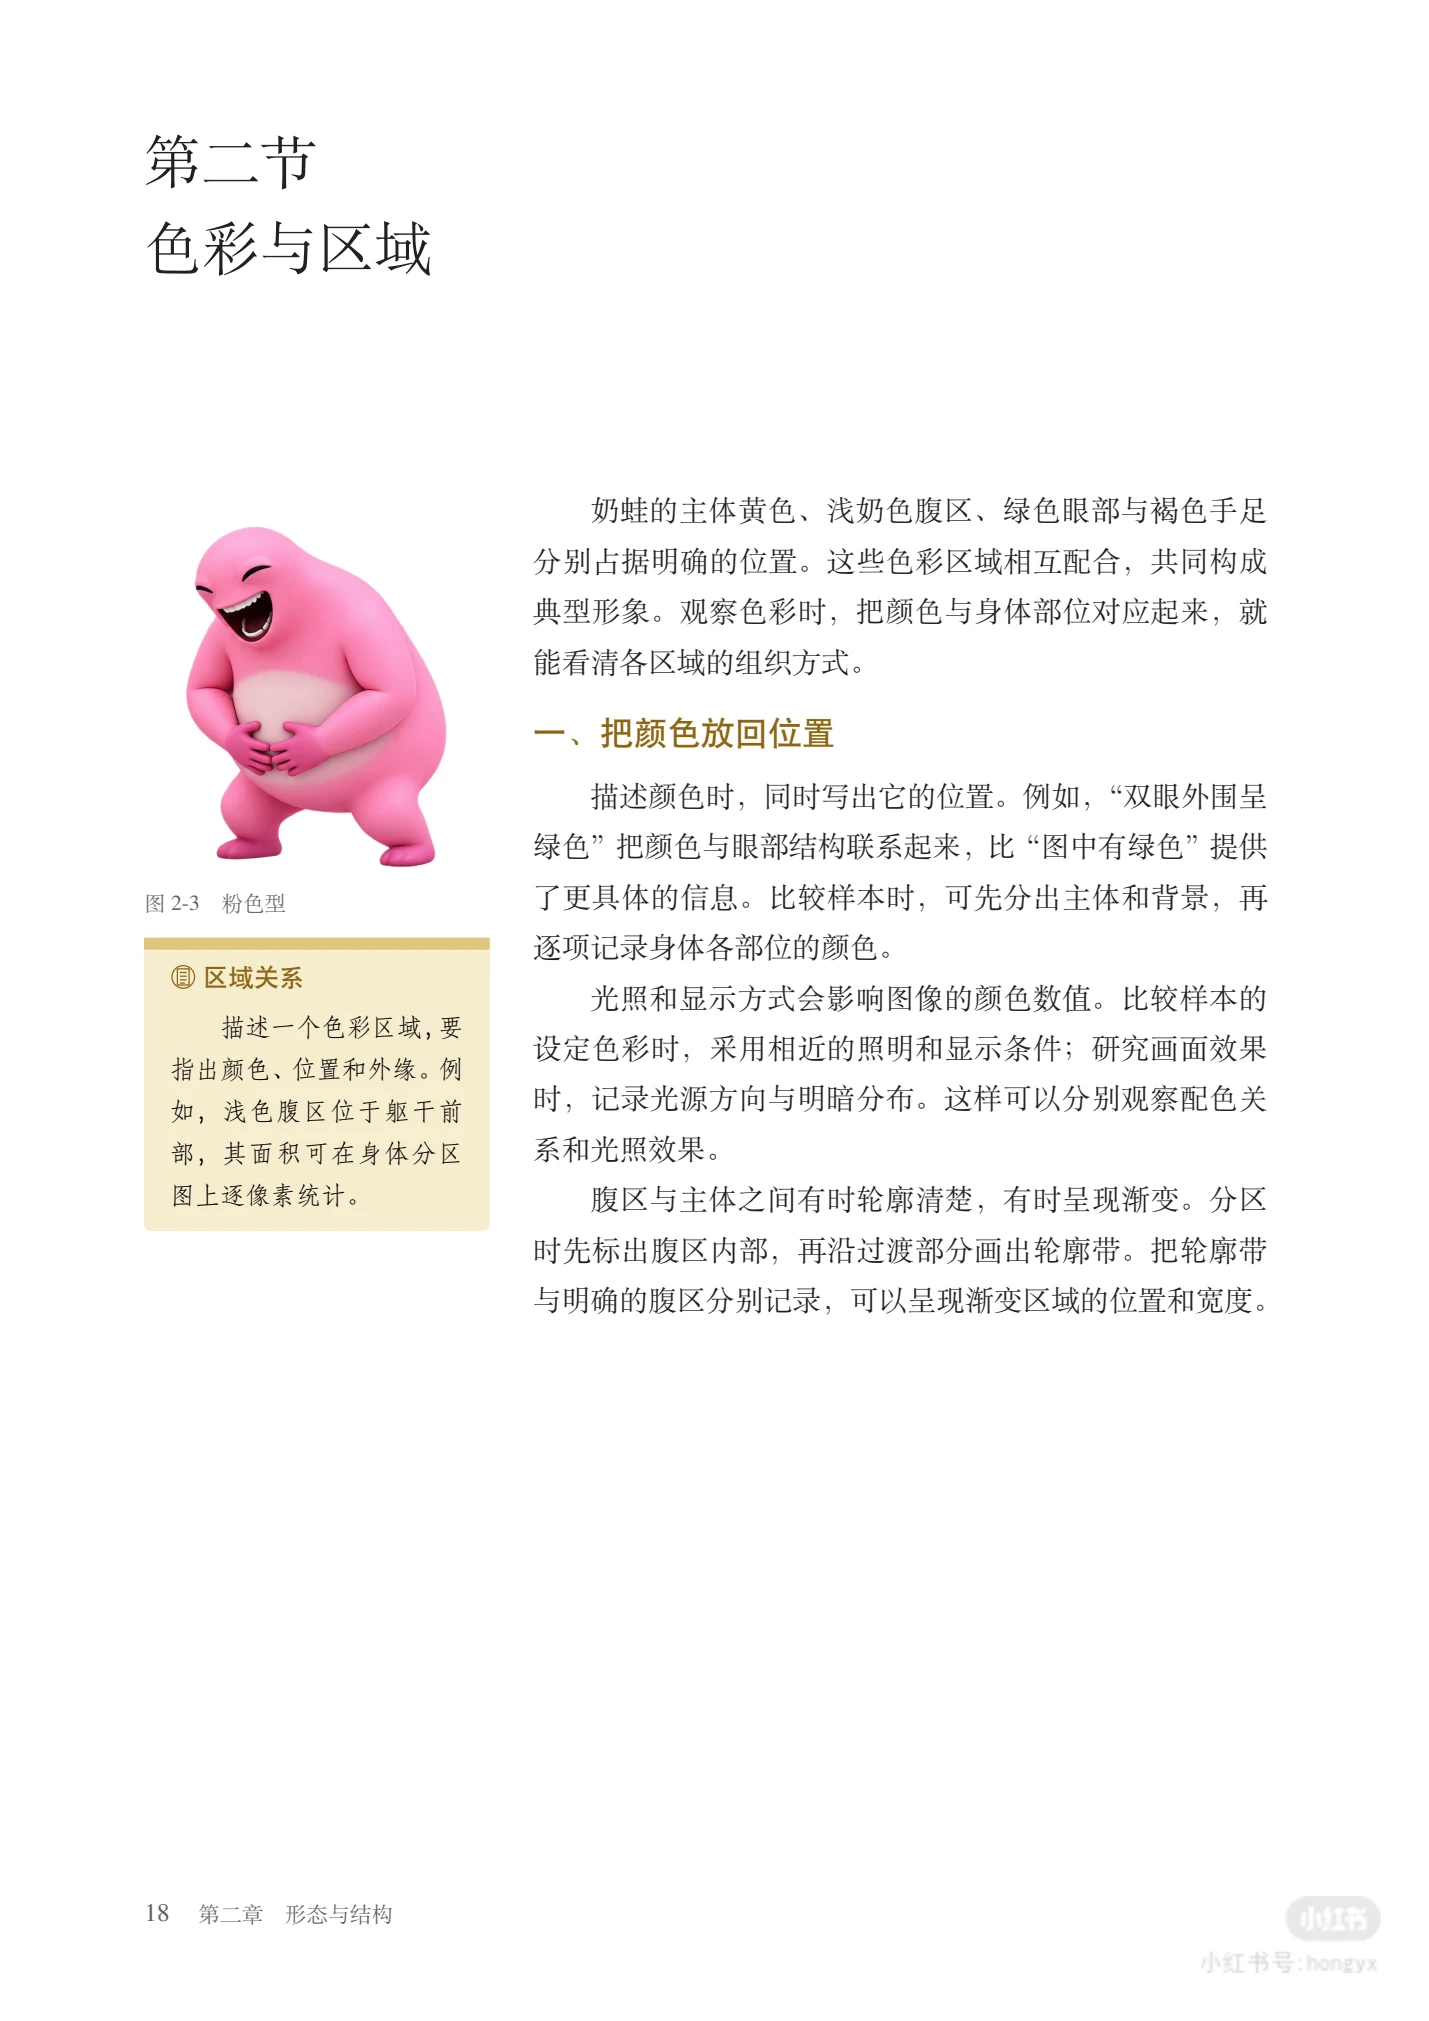 第二节
色彩与区域
奶蛙的主体黄色、浅奶色腹区、绿色眼部与褐色手足
分别占据明确的位置。这些色彩区域相互配合，共同构成
典型形象。观察色彩时，把颜色与身体部位对应起来，就
能看清各区域的组织方式。
一、把颜色放回位置
描述颜色时，同时写出它的位置。例如，“双眼外围呈
绿色”把颜色与眼部结构联系起来，比“图中有绿色”提供
了更具体的信息。比较样本时，可先分出主体和背景，再
逐项记录身体各部位的颜色。
光照和显示方式会影响图像的颜色数值。比较样本的
设定色彩时，采用相近的照明和显示条件；研究画面效果
时，记录光源方向与明暗分布。这样可以分别观察配色关
系和光照效果。
腹区与主体之间有时轮廓清楚，有时呈现渐变。分区
时先标出腹区内部，再沿过渡部分画出轮廓带。把轮廓带
与明确的腹区分别记录，可以呈现渐变区域的位置和宽度。
图 2-3 粉色型
区域关系
描述一个色彩区域，要
指出颜色、位置和外缘。例
如，浅色腹区位于躯干前
部，其面积可在身体分区
图上逐像素统计。
18 第二章 形态与结构
小红书
小红书号:hongyx